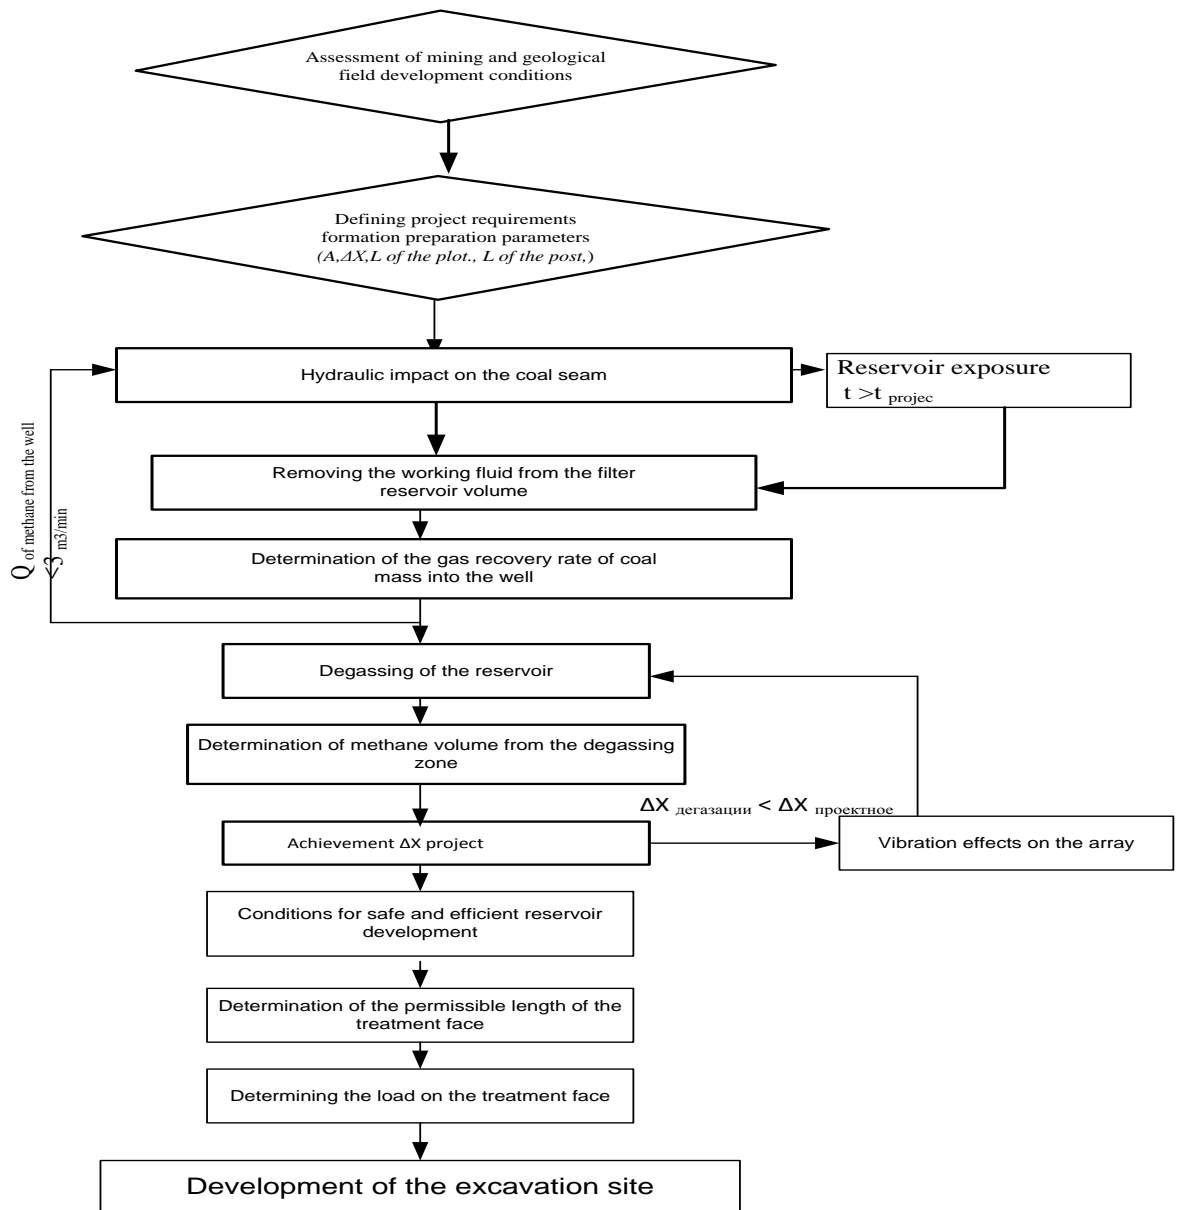 Assessment of mining and geological
field development conditions
Defining project requirements
formation preparation parameters
(A,ΔX,L of the plot., L of the post,)
Hydraulic impact on the coal seam
Reservoir exposure
t >t projec
Removing the working fluid from the filter
reservoir volume
Determination of the gas recovery rate of coal
mass into the well
Q of methane from the well
<3 m3/min
Degassing of the reservoir
Determination of methane volume from the degassing
zone
ΔX дегазации < ΔX проектное
Achievement ΔX project
Vibration effects on the array
Conditions for safe and efficient reservoir
development
Determination of the permissible length of the
treatment face
Determining the load on the treatment face
Development of the excavation site